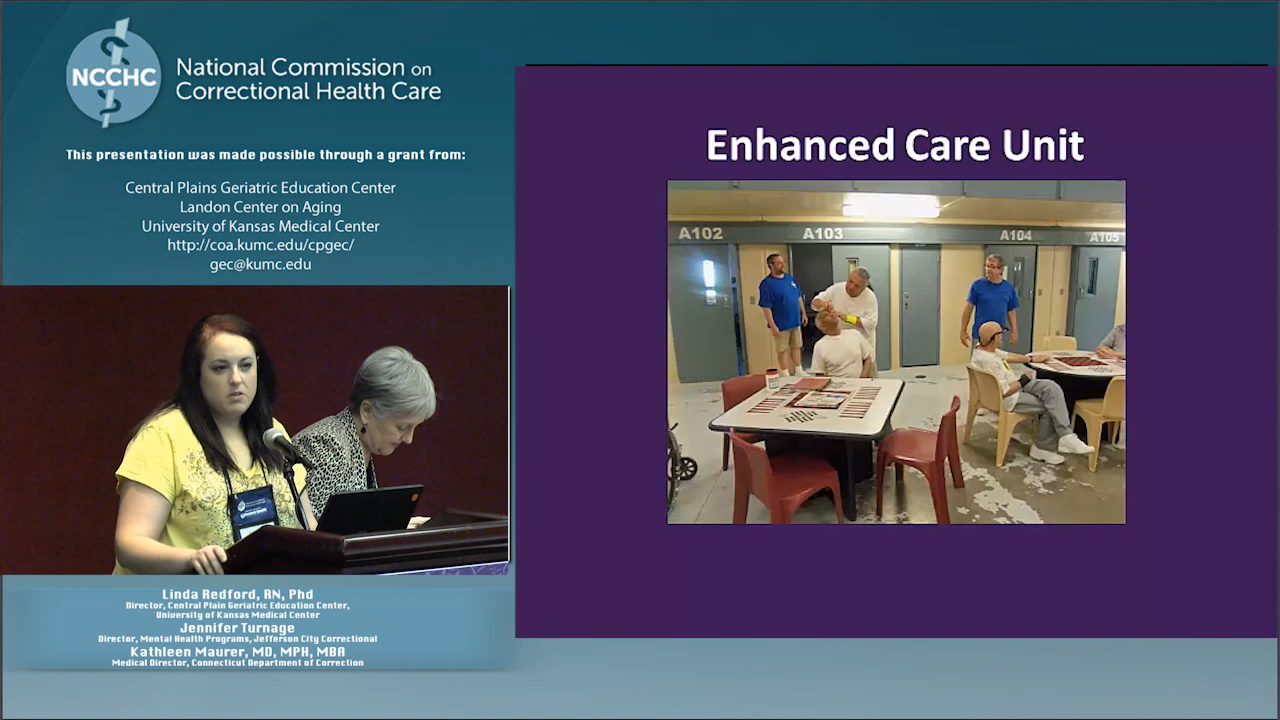 NCCHC
National Commission on
Correctional Health Care
This presentation was made possible through a grant from:
Central Plains Geriatric Education Center
Landon Center on Aging
University of Kansas Medical Center
http://coa.kumc.edu/cpgec/
gec@kumc.edu
Enhanced Care Unit
A102
A103
A104
A105
Linda Redford, RN, Phd
Director, Central Plain Geriatric Education Center,
University of Kansas Medical Center
Jennifer Turnage
Director, Mental Health Programs, Jefferson City Correctional
Kathleen Maurer, MD, MPH, MBA
Medical Director, Connecticut Department of Correction